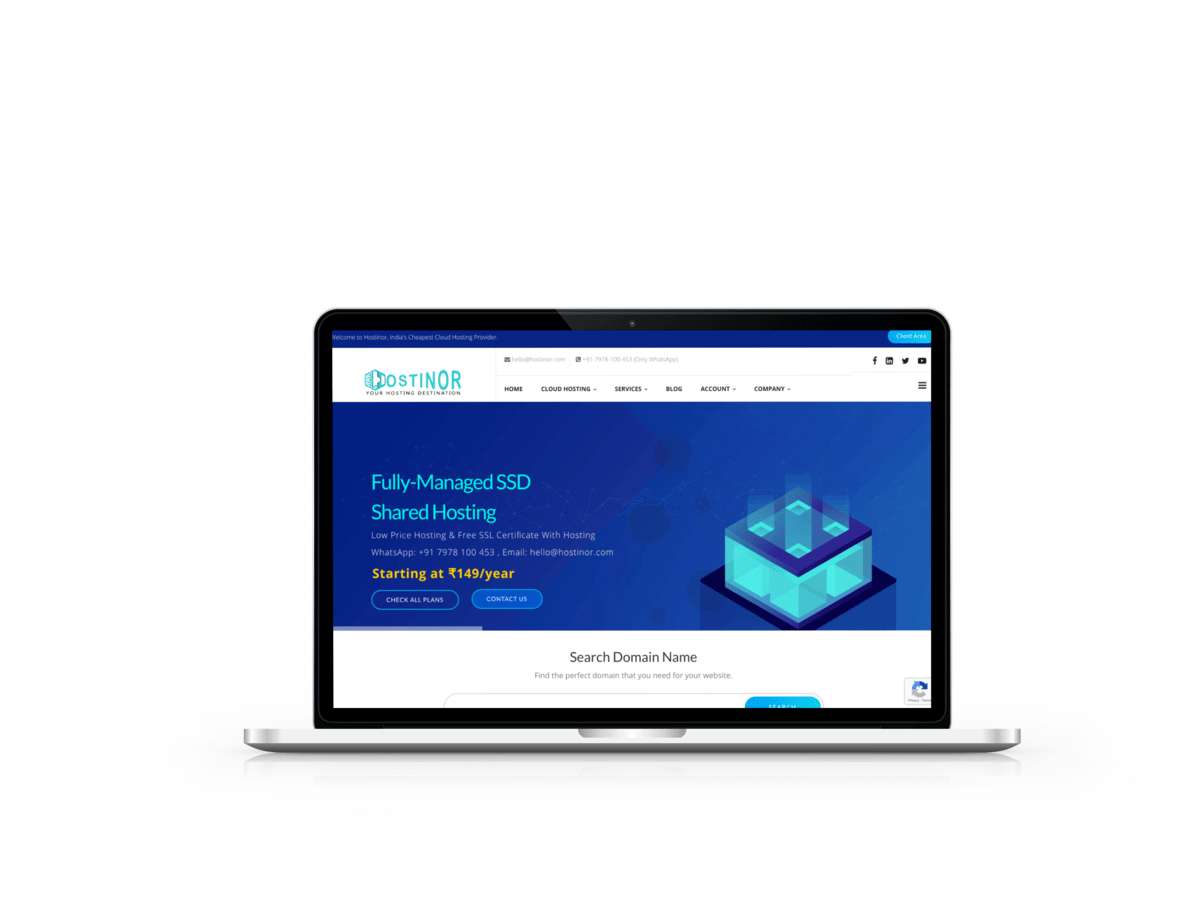 Welcome to Hostinor, India's Cheapest Cloud Hosting Provider.
Client Area
hello@hostinor.com
+91-7978-100-453 (Only WhatsApp)
HOSTINOR
YOUR HOSTING DESTINATION
HOME CLOUD HOSTING SERVICES BLOG ACCOUNT COMPANY
Fully-Managed SSD
Shared Hosting
Low Price Hosting & Free SSL Certificate With Hosting
WhatsApp: +91 7978 100 453 , Email: hello@hostinor.com
Starting at ₹149/year
CHECK ALL PLANS
CONTACT US
Search Domain Name
Find the perfect domain that you need for your website.
SEARCH